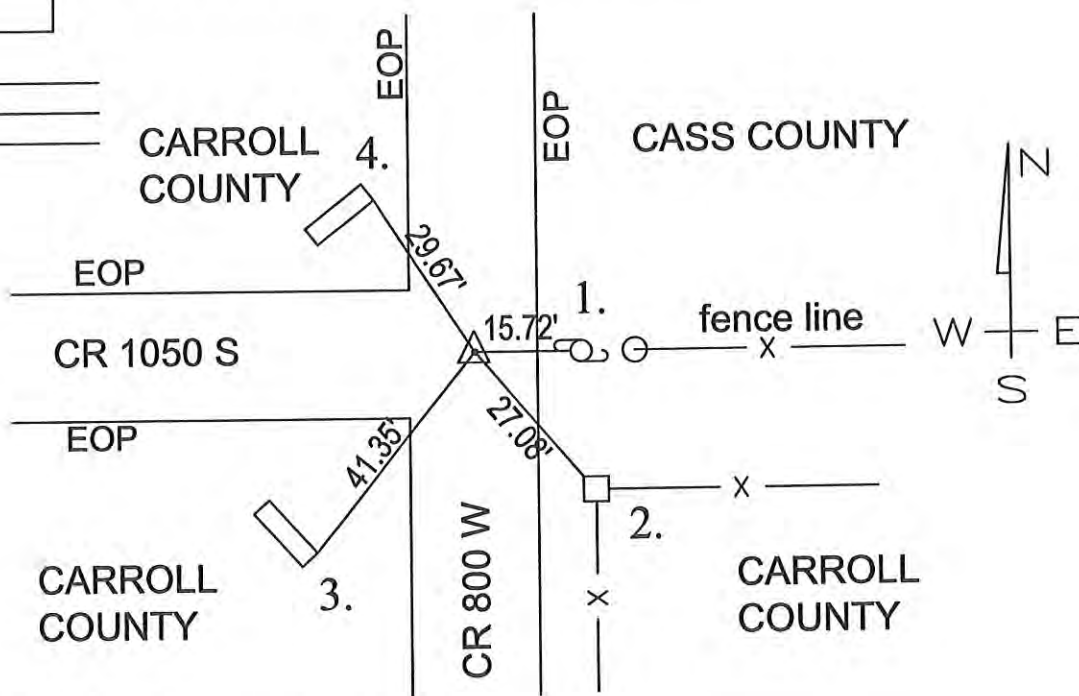 EOP
EOP
CARROLL
COUNTY
4.
CASS COUNTY
N
29.67'
EOP
1.
15.72'
fence line
X
W
E
S
CR 1050 S
EOP
27.08'
41.35'
X
2.
CR 800 W
CARROLL
COUNTY
3.
X
CARROLL
COUNTY